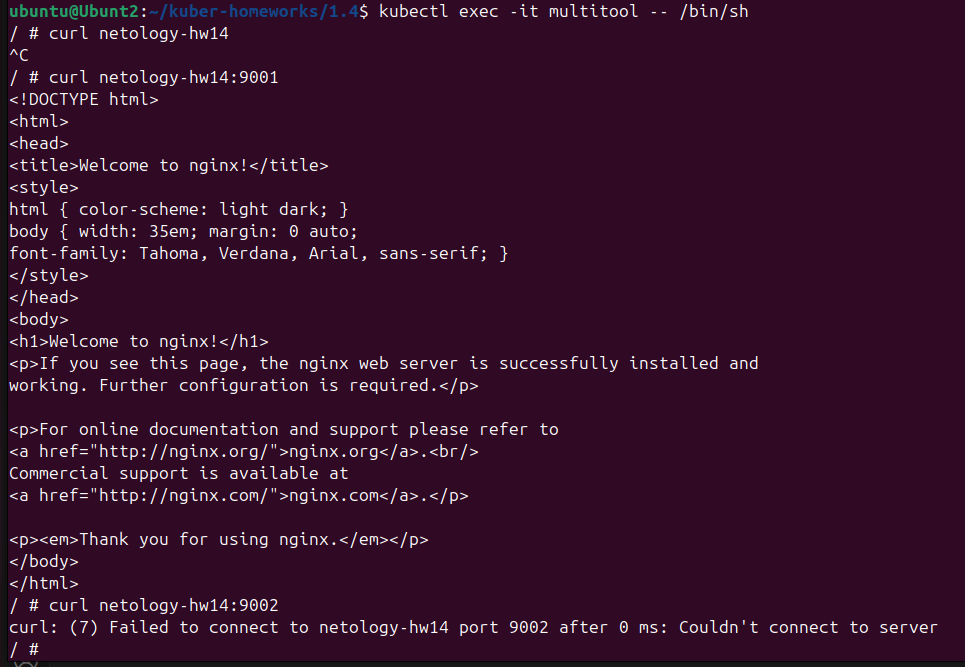 ubuntu@Ubunt2:~/kuber-homeworks/1.4$ kubectl exec -it multitool -- /bin/sh
/ # curl netology-hw14
^C
/ # curl netology-hw14:9001
<!DOCTYPE html>
<html>
<head>
<title>Welcome to nginx!</title>
<style>
html { color-scheme: light dark; }
body { width: 35em; margin: 0 auto;
font-family: Tahoma, Verdana, Arial, sans-serif; }
</style>
</head>
<body>
<h1>Welcome to nginx!</h1>
<p>If you see this page, the nginx web server is successfully installed and
working. Further configuration is required.</p>

<p>For online documentation and support please refer to
<a href="http://nginx.org/">nginx.org</a>.<br/>
Commercial support is available at
<a href="http://nginx.com/">nginx.com</a>.</p>

<p><em>Thank you for using nginx.</em></p>
</body>
</html>
/ # curl netology-hw14:9002
curl: (7) Failed to connect to netology-hw14 port 9002 after 0 ms: Couldn't connect to server
/ #